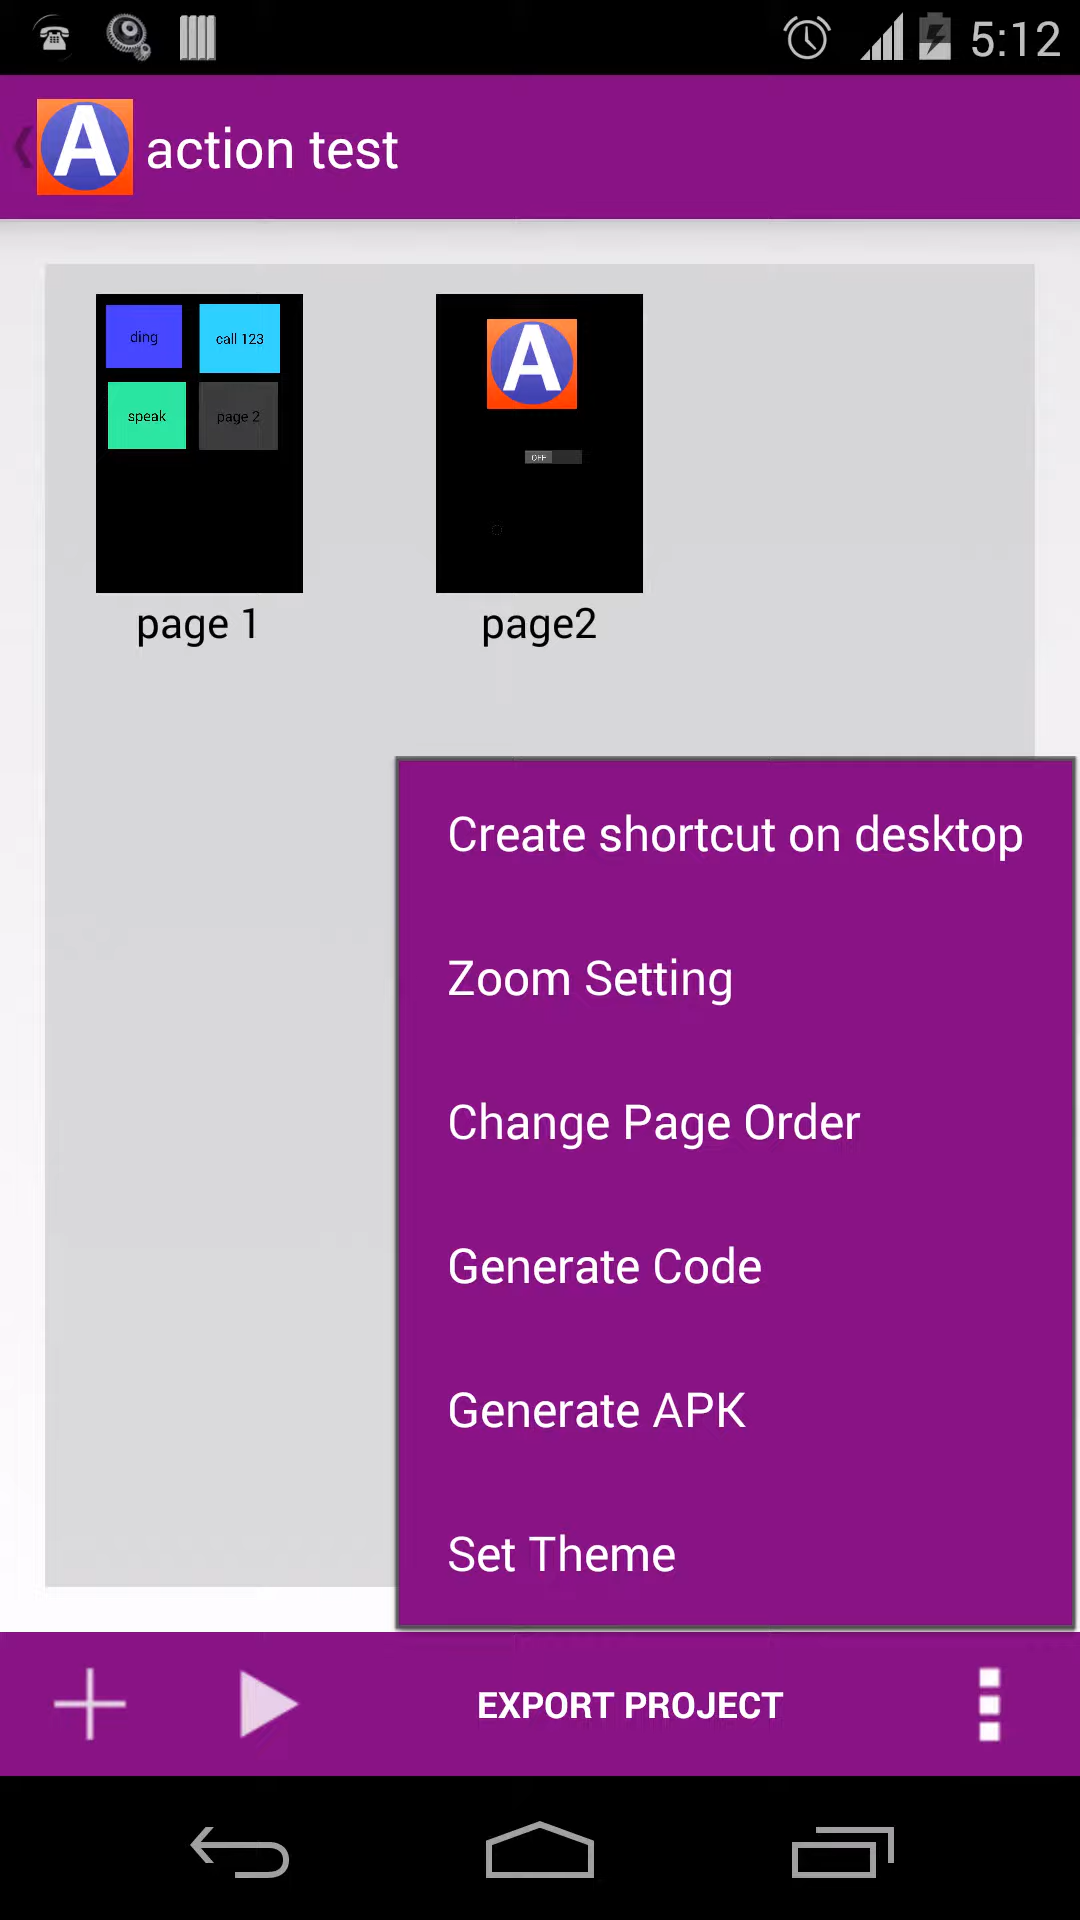 5:12
A action test
ding
call 123
speak
page 2
A
OFF
page 1
page2
Create shortcut on desktop
Zoom Setting
Change Page Order
Generate Code
Generate APK
Set Theme
EXPORT PROJECT